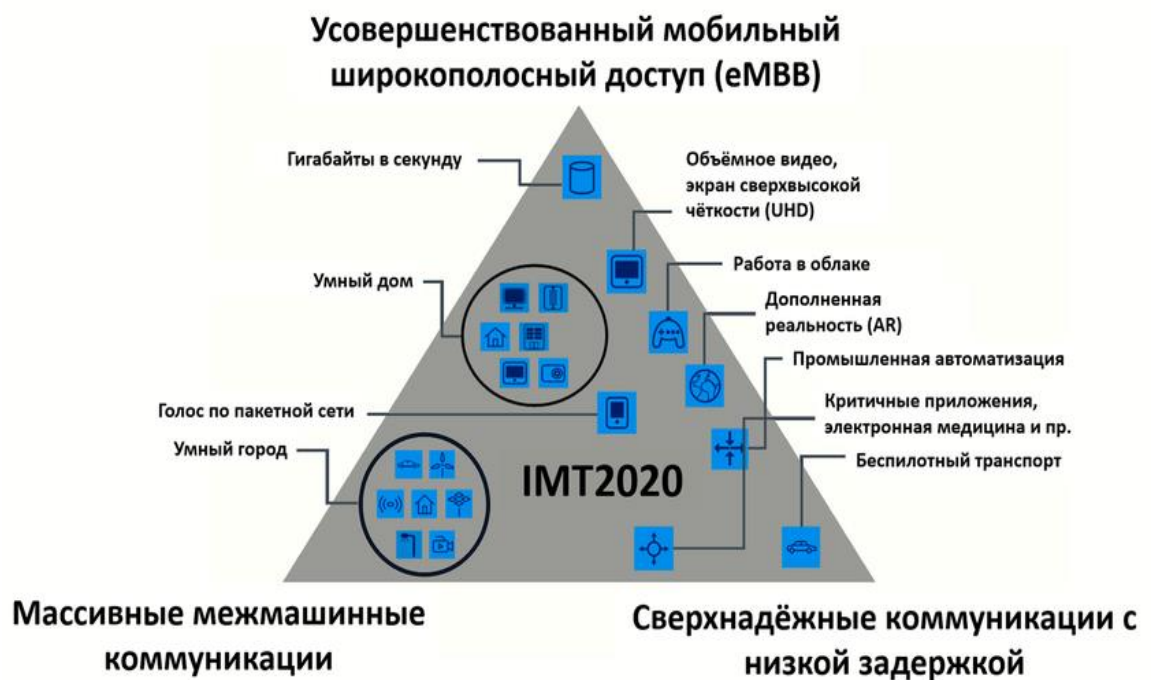 Усовершенствованный мобильный
широкополосный доступ (eMBB)
Гигабайты в секунду
Объёмное видео,
экран сверхвысокой
чёткости (UHD)
Умный дом
Работа в облаке
Дополненная
реальность (AR)
Промышленная автоматизация
Голос по пакетной сети
Критичные приложения,
электронная медицина и пр.
Умный город
Беспилотный транспорт
IMT2020
Массивные межмашинные
коммуникации
Сверхнадёжные коммуникации с
низкой задержкой